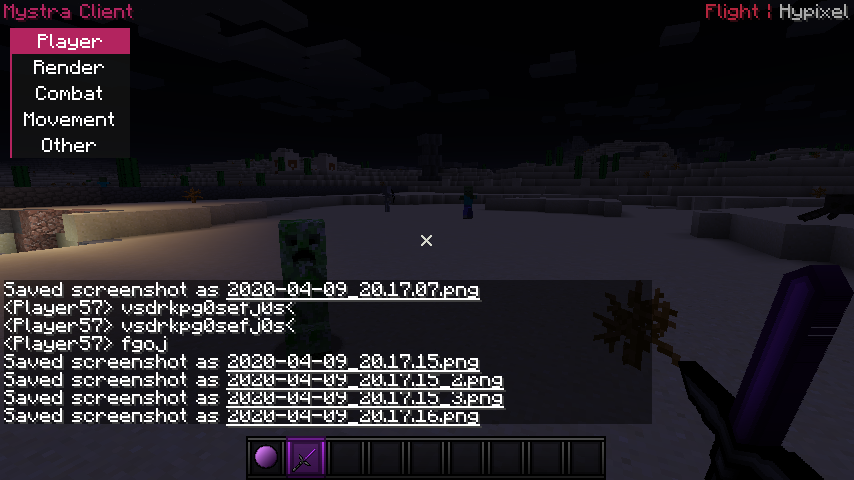 Mystra Client
Flight | Hypixel
Player
Render
Combat
Movement
Other
Saved screenshot as 2020-04-09_20.17.07.png
<Player57> vsdrkpg0sefj0s<
<Player57> vsdrkpg0sefj0s<
<Player57> fgoj
Saved screenshot as 2020-04-09_20.17.15.png
Saved screenshot as 2020-04-09_20.17.15_2.png
Saved screenshot as 2020-04-09_20.17.15_3.png
Saved screenshot as 2020-04-09_20.17.16.png